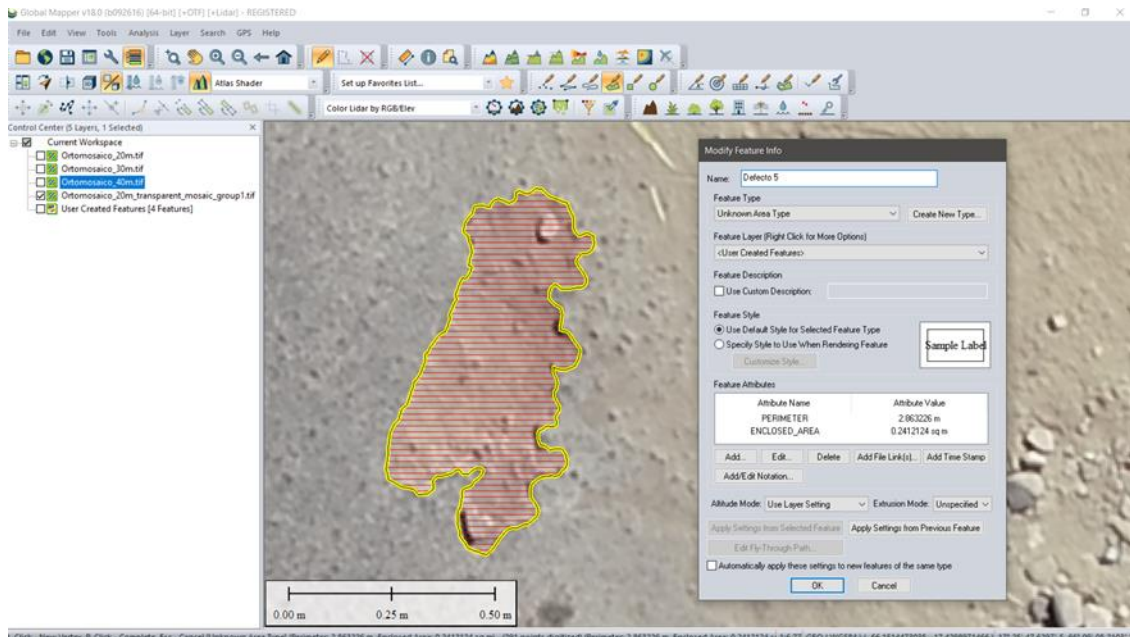 Global Mapper v18.0 (b092616) [64-bit] [+OTF] [+Lidar] - REGISTERED
File Edit View Tools Analysis Layer Search GPS Help
Atlas Shader
Set up Favorites List...
Color Lidar by RGB/Elev
Control Center (5 Layers, 1 Selected)
Current Workspace
Ortomosaico_20m.tif
Ortomosaico_30m.tif
Ortomosaico_40m.tif
Ortomosaico_20m_transparent_mosaic_group1.tif
User Created Features [4 Features]
0.00 m 0.25 m 0.50 m
Modify Feature Info
Name: Defecto 5
Feature Type
Unknown Area Type Create New Type...
Feature Layer (Right Click for More Options)
<User Created Features>
Feature Description
Use Custom Description:
Feature Style
Use Default Style for Selected Feature Type
Specify Style to Use When Rendering Feature
Sample Label
Customize Style...
Feature Attributes
Attribute Name Attribute Value
PERIMETER 2.863226 m
ENCLOSED_AREA 0.2412124 sq m
Add... Edit... Delete Add File Link(s)... Add Time Stamp
Add/Edit Notation...
Altitude Mode: Use Layer Setting Extrusion Mode: Unspecified
Apply Settings from Selected Feature Apply Settings from Previous Feature
Edit Fly-Through Path...
Automatically apply these settings to new features of the same type
OK Cancel